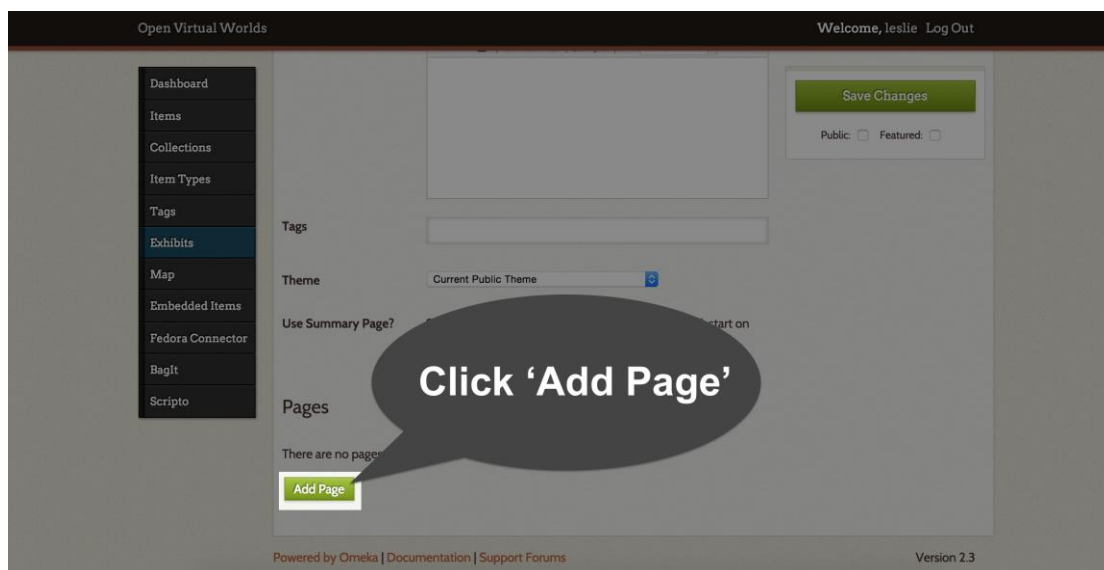 Open Virtual Worlds
Welcome, leslie Log Out
Dashboard
Items
Collections
Item Types
Tags
Exhibits
Map
Embedded Items
Fedora Connector
BagIt
Scripto
Tags
Theme
Current Public Theme
Use Summary Page?
start on
Pages
There are no pages
Add Page
Click ‘Add Page’
Save Changes
Public: Featured:
Powered by Omeka | Documentation | Support Forums
Version 2.3